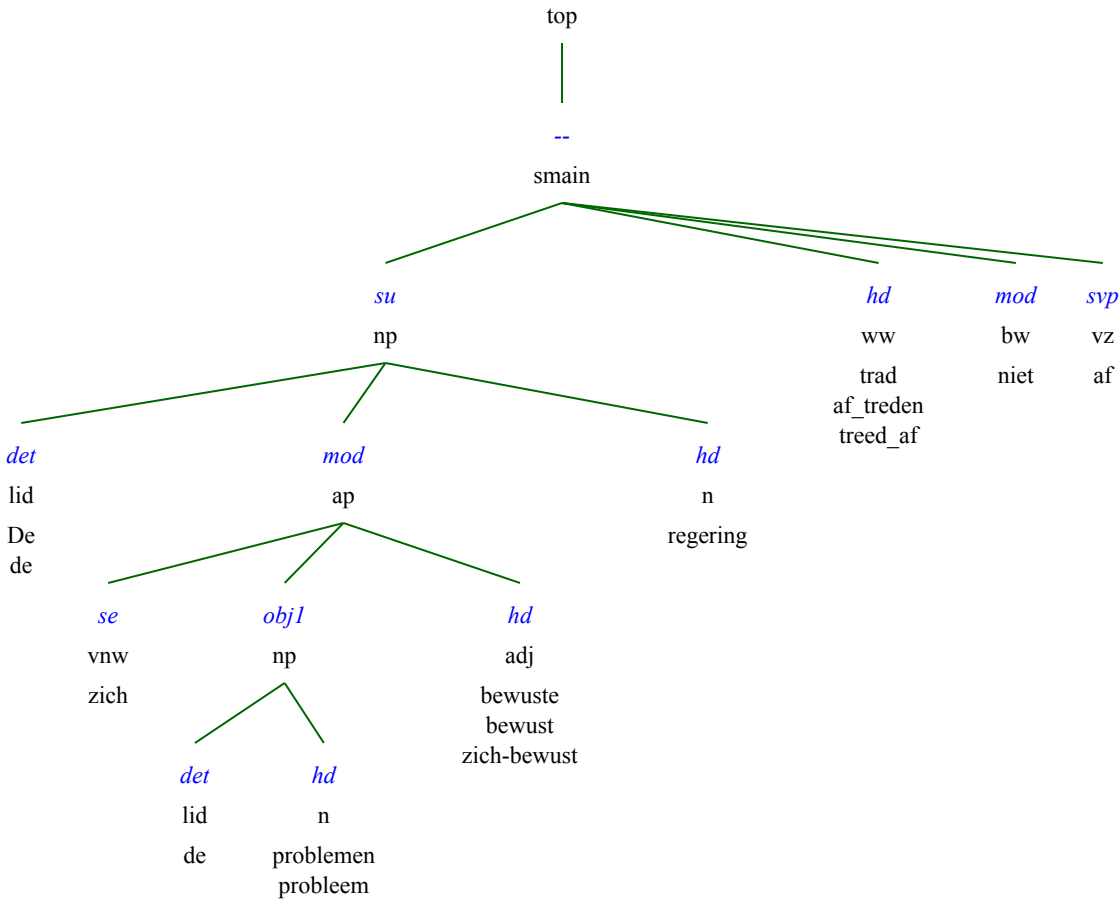 top
--
smain
su hd mod svp
np ww bw vz
trad niet af
af_treden
treed_af
det mod hd
lid ap n
De regering
de
se obj1 hd
vnw np adj
zich bewuste
bewust
zich-bewust
det hd
lid n
de problemen
probleem